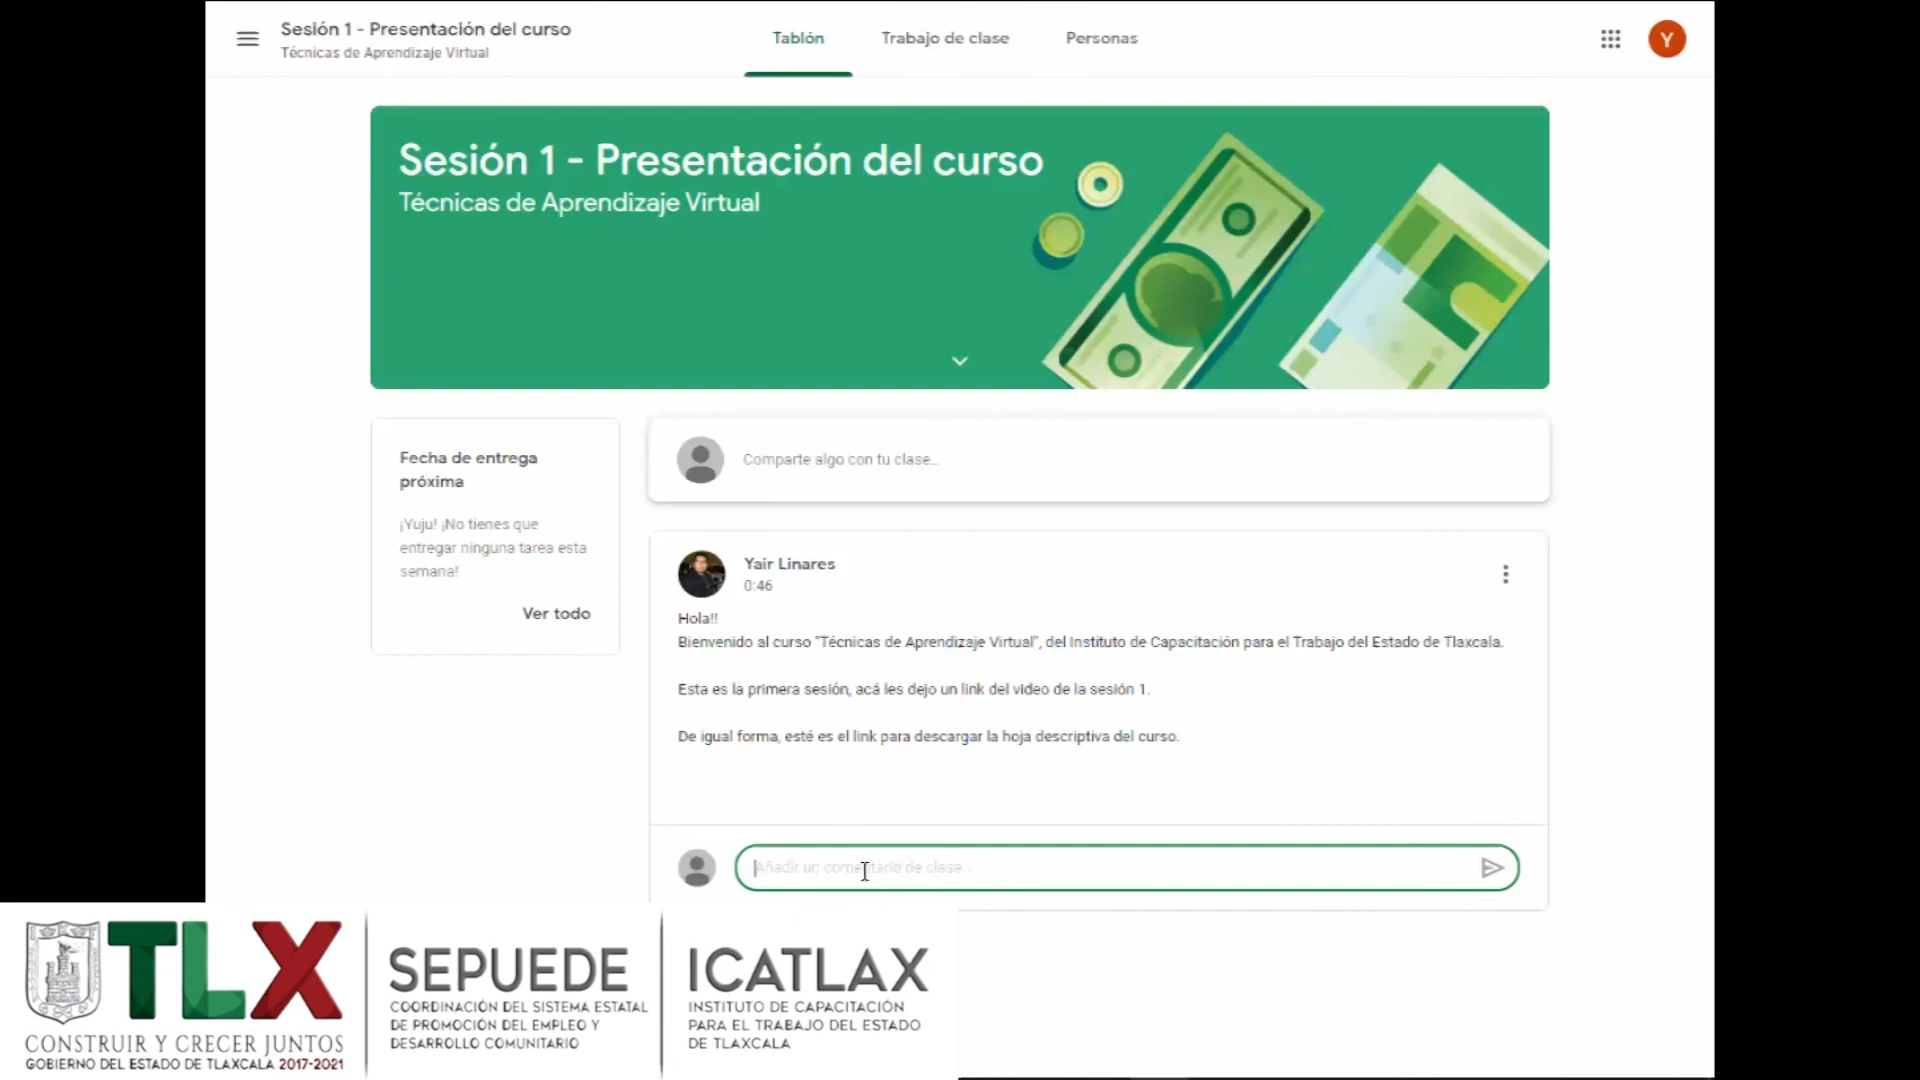 Sesión 1 - Presentación del curso
Técnicas de Aprendizaje Virtual
Tablón
Trabajo de clase
Personas
Y
Sesión 1 - Presentación del curso
Técnicas de Aprendizaje Virtual
Fecha de entrega
próxima
¡Yuju! ¡No tienes que
entregar ninguna tarea esta
semana!
Ver todo
Comparte algo con tu clase...
Yair Linares
0:46
Hola!!
Bienvenido al curso "Técnicas de Aprendizaje Virtual", del Instituto de Capacitación para el Trabajo del Estado de Tlaxcala.
Esta es la primera sesión, acá les dejo un link del video de la sesión 1.
De igual forma, esté es el link para descargar la hoja descriptiva del curso.
Añadir un comentario de clase...
TLX
CONSTRUIR Y CRECER JUNTOS
GOBIERNO DEL ESTADO DE TLAXCALA 2017-2021
SEPUEDE
COORDINACIÓN DEL SISTEMA ESTATAL
DE PROMOCIÓN DEL EMPLEO Y
DESARROLLO COMUNITARIO
ICATLAX
INSTITUTO DE CAPACITACIÓN
PARA EL TRABAJO DEL ESTADO
DE TLAXCALA